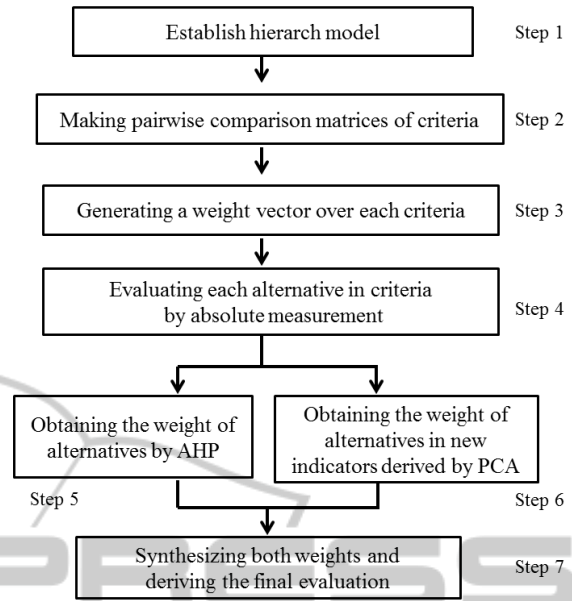 Establish hierarch model
Step 1
Making pairwise comparison matrices of criteria
Step 2
Generating a weight vector over each criteria
Step 3
Evaluating each alternative in criteria
by absolute measurement
Step 4
Obtaining the weight of
alternatives by AHP
Step 5
Obtaining the weight of
alternatives in new
indicators derived by PCA
Step 6
Synthesizing both weights and
deriving the final evaluation
Step 7
PRESS